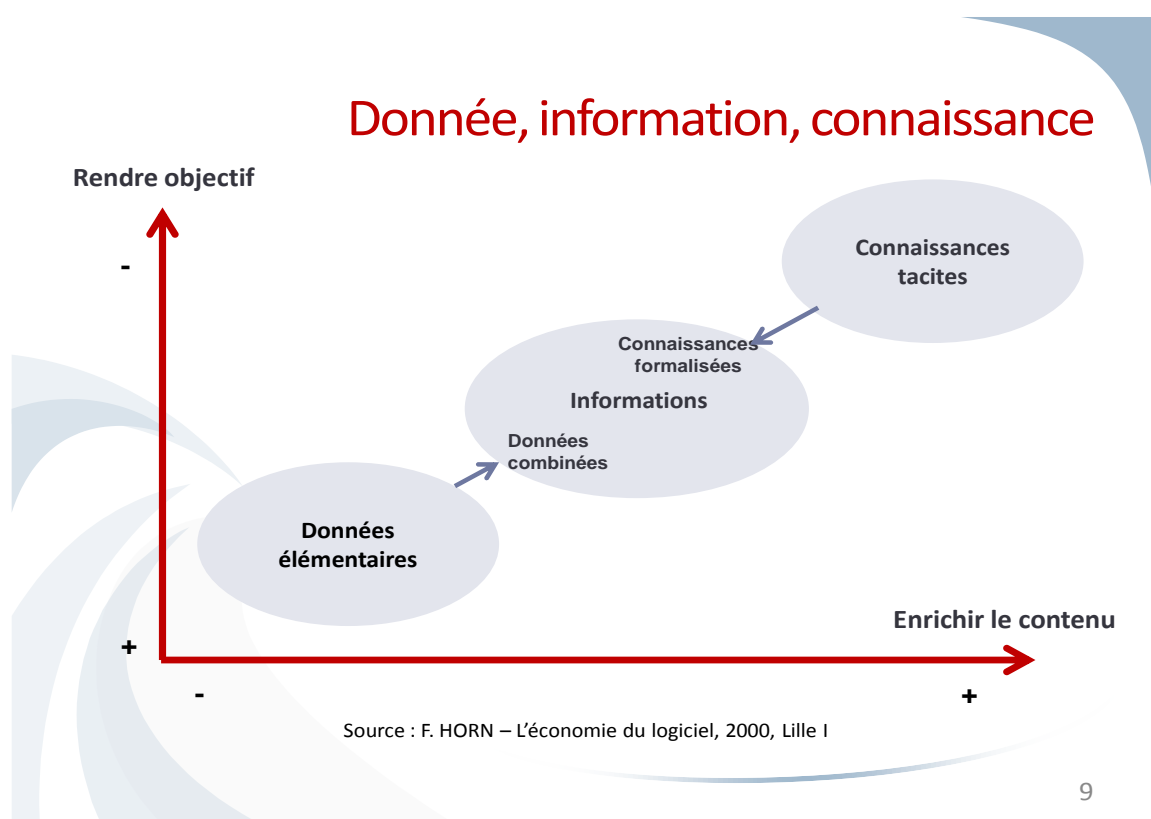 Donnée, information, connaissance
Rendre objectif
-
Connaissances
tacites
Connaissances
formalisées
Informations
Données
combinées
Données
élémentaires
Enrichir le contenu
+
-
+
Source : F. HORN – L’économie du logiciel, 2000, Lille I
9